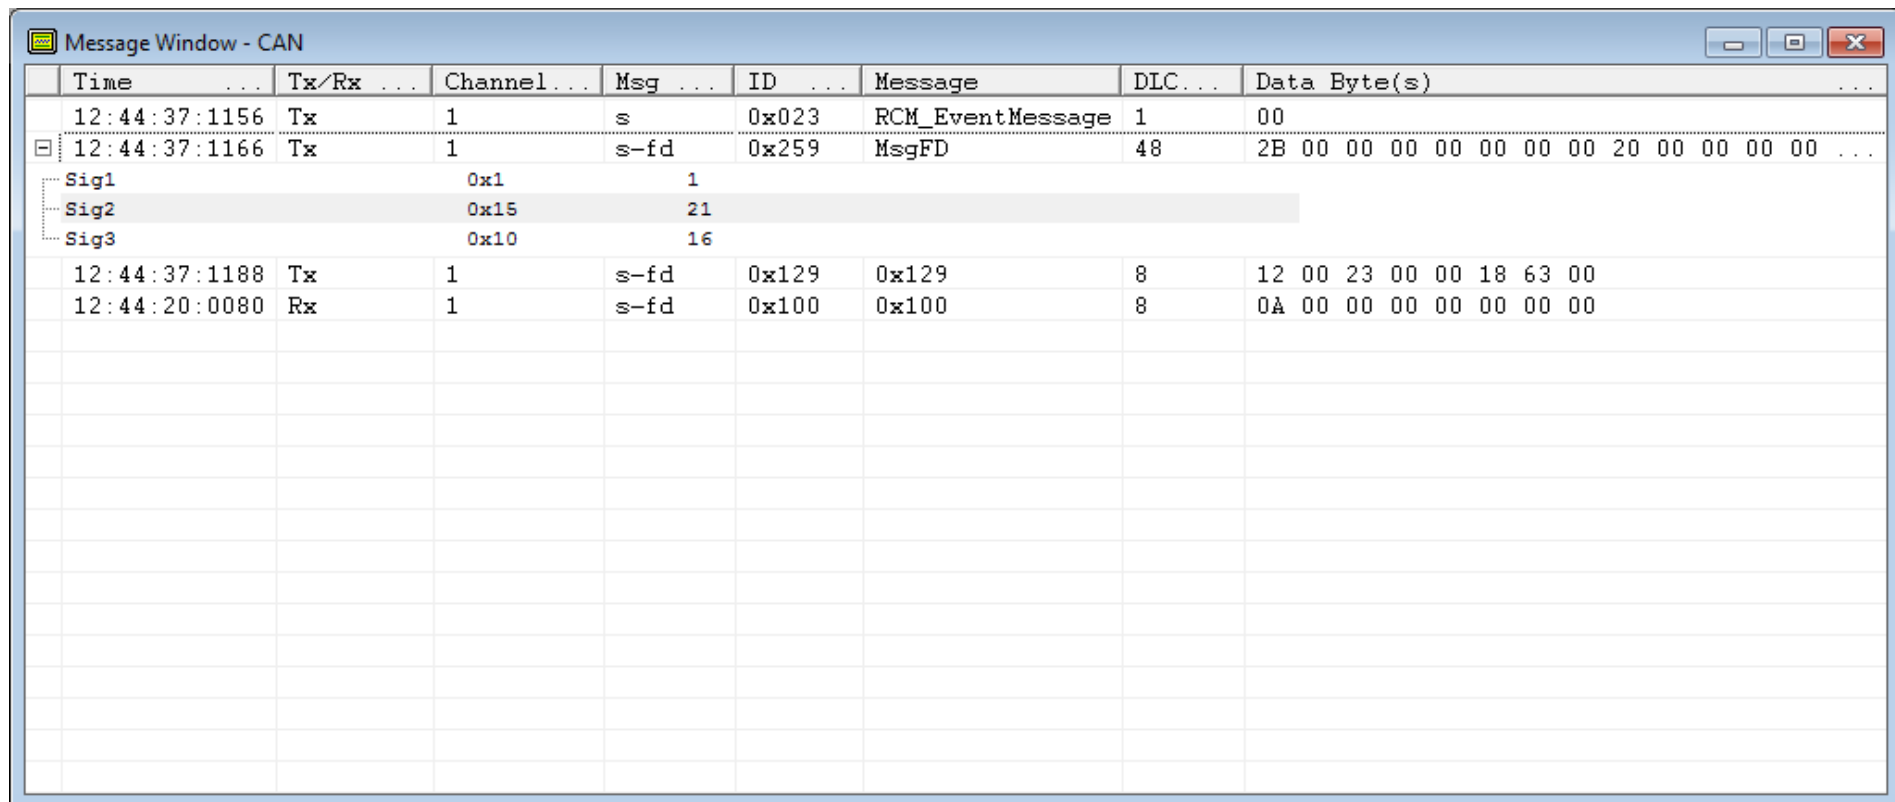 Message Window - CAN
Time ... Tx/Rx ... Channel... Msg ... ID ... Message DLC... Data Byte(s) ...
12:44:37:1156 Tx 1 s 0x023 RCM_EventMessage 1 00
12:44:37:1166 Tx 1 s-fd 0x259 MsgFD 48 2B 00 00 00 00 00 00 00 20 00 00 00 00 ...
Sig1 0x1 1
Sig2 0x15 21
Sig3 0x10 16
12:44:37:1188 Tx 1 s-fd 0x129 0x129 8 12 00 23 00 00 18 63 00
12:44:20:0080 Rx 1 s-fd 0x100 0x100 8 0A 00 00 00 00 00 00 00